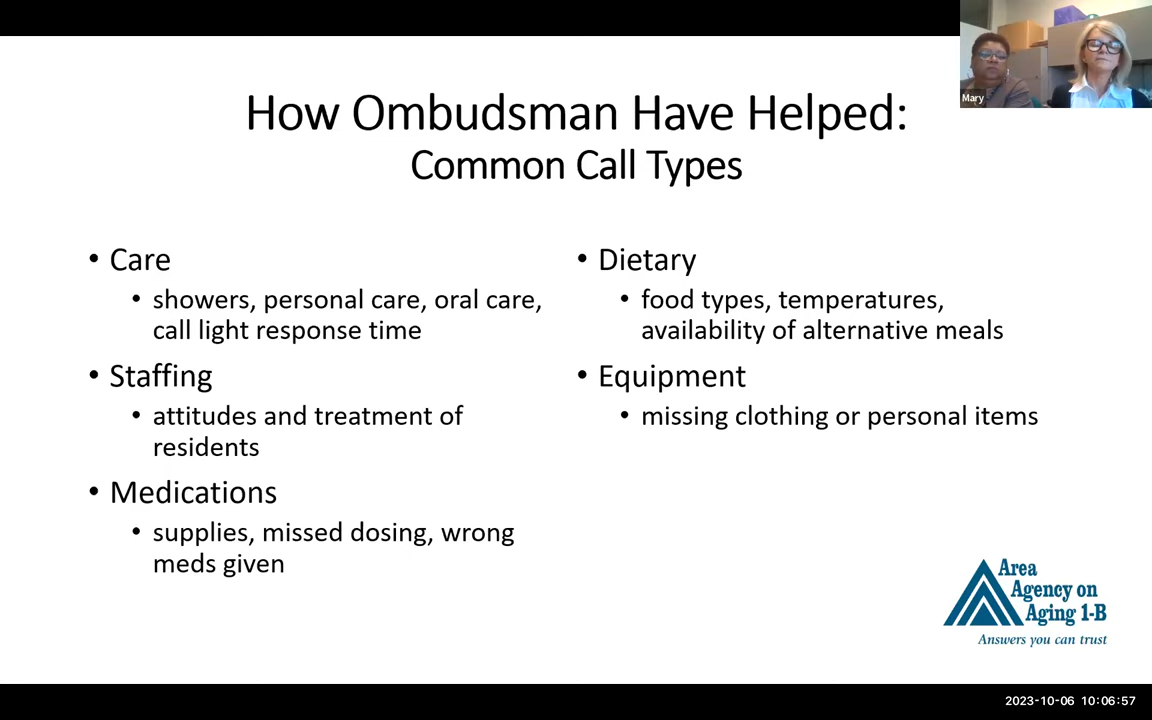 Mary
How Ombudsman Have Helped:
Common Call Types
• Care
• showers, personal care, oral care,
call light response time
• Staffing
• attitudes and treatment of
residents
• Medications
• supplies, missed dosing, wrong
meds given
• Dietary
• food types, temperatures,
availability of alternative meals
• Equipment
• missing clothing or personal items
Area
Agency on
Aging 1-B
Answers you can trust
2023-10-06 10:06:57